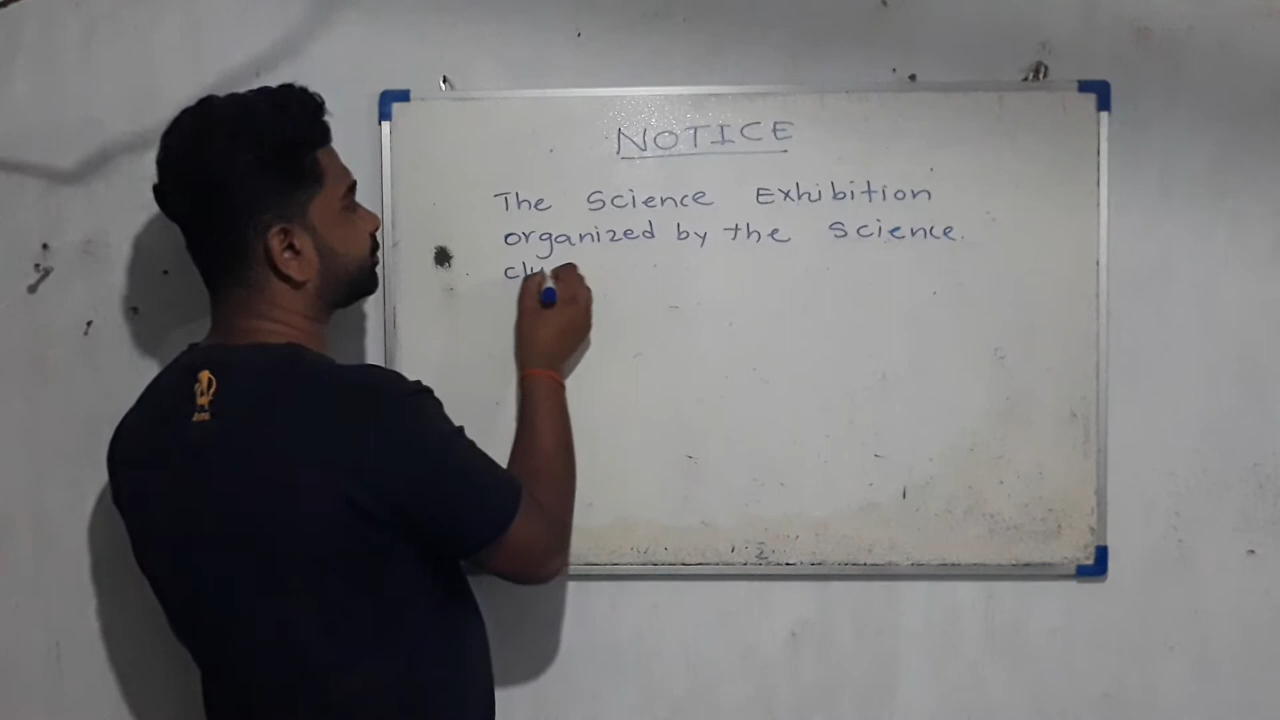 NOTICE
The Science Exhibition
organized by the Science.
clu